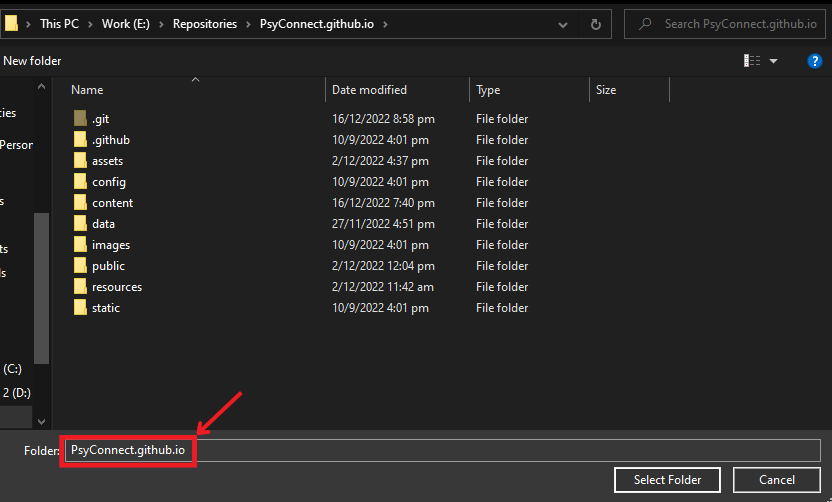 This PC > Work (E:) > Repositories > PsyConnect.github.io >
Search PsyConnect.github.io
New folder
?
Name Date modified Type Size
.git 16/12/2022 8:58 pm File folder
.github 10/9/2022 4:01 pm File folder
assets 2/12/2022 4:37 pm File folder
config 10/9/2022 4:01 pm File folder
content 16/12/2022 7:40 pm File folder
data 27/11/2022 4:51 pm File folder
images 10/9/2022 4:01 pm File folder
public 2/12/2022 12:04 pm File folder
resources 2/12/2022 11:42 am File folder
static 10/9/2022 4:01 pm File folder
cies
Person
s
ts
ls
(C:)
2 (D:)
Folder: PsyConnect.github.io
Select Folder Cancel